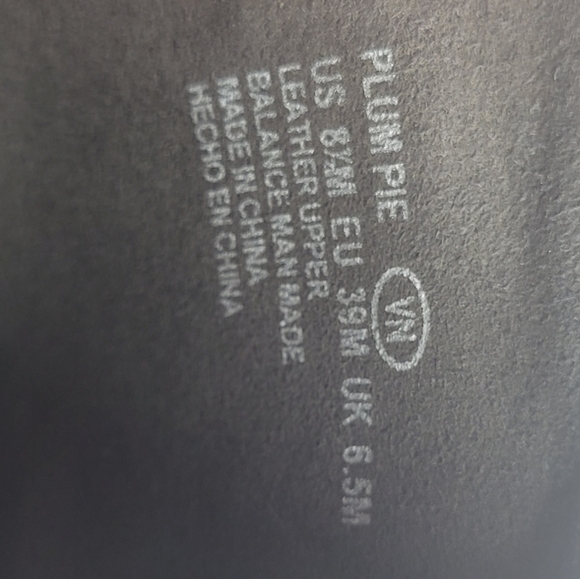 PLUM PIE VN
US 8½M EU 39M UK 6.5M
LEATHER UPPER
BALANCE MAN MADE
MADE IN CHINA
HECHO EN CHINA